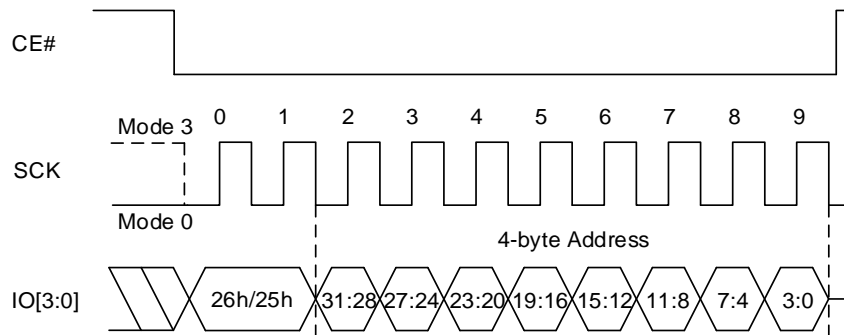 CE#
0 1 2 3 4 5 6 7 8 9
Mode 3
SCK
Mode 0
4-byte Address
IO[3:0] 26h/25h 31:28 27:24 23:20 19:16 15:12 11:8 7:4 3:0